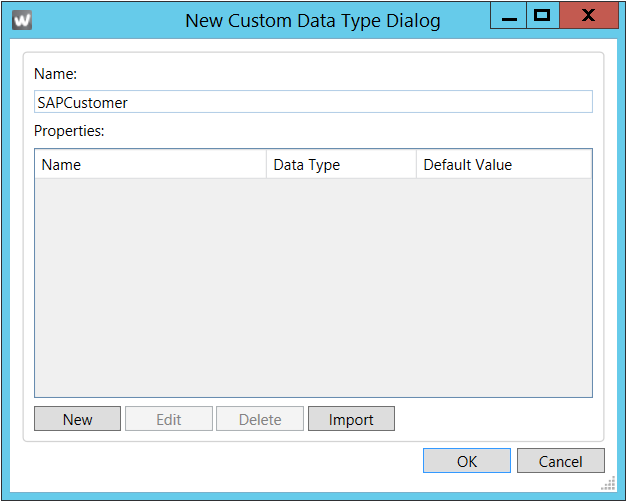 W
New Custom Data Type Dialog
Name:
SAPCustomer
Properties:
Name Data Type Default Value
New Edit Delete Import
OK Cancel